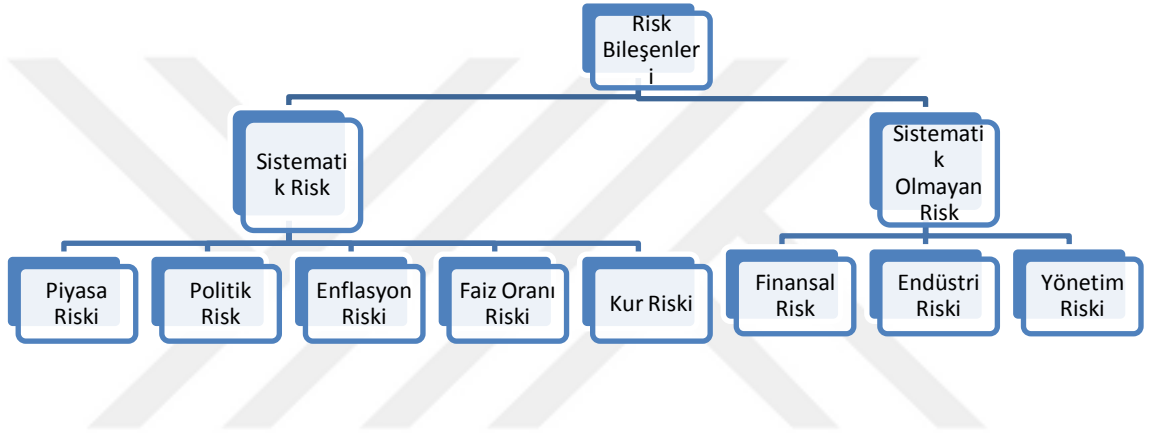 Risk
Bileşenler
i
Sistemati
k Risk
Sistemati
k
Olmayan
Risk
Piyasa
Riski
Politik
Risk
Enflasyon
Riski
Faiz Oranı
Riski
Kur Riski
Finansal
Risk
Endüstri
Riski
Yönetim
Riski